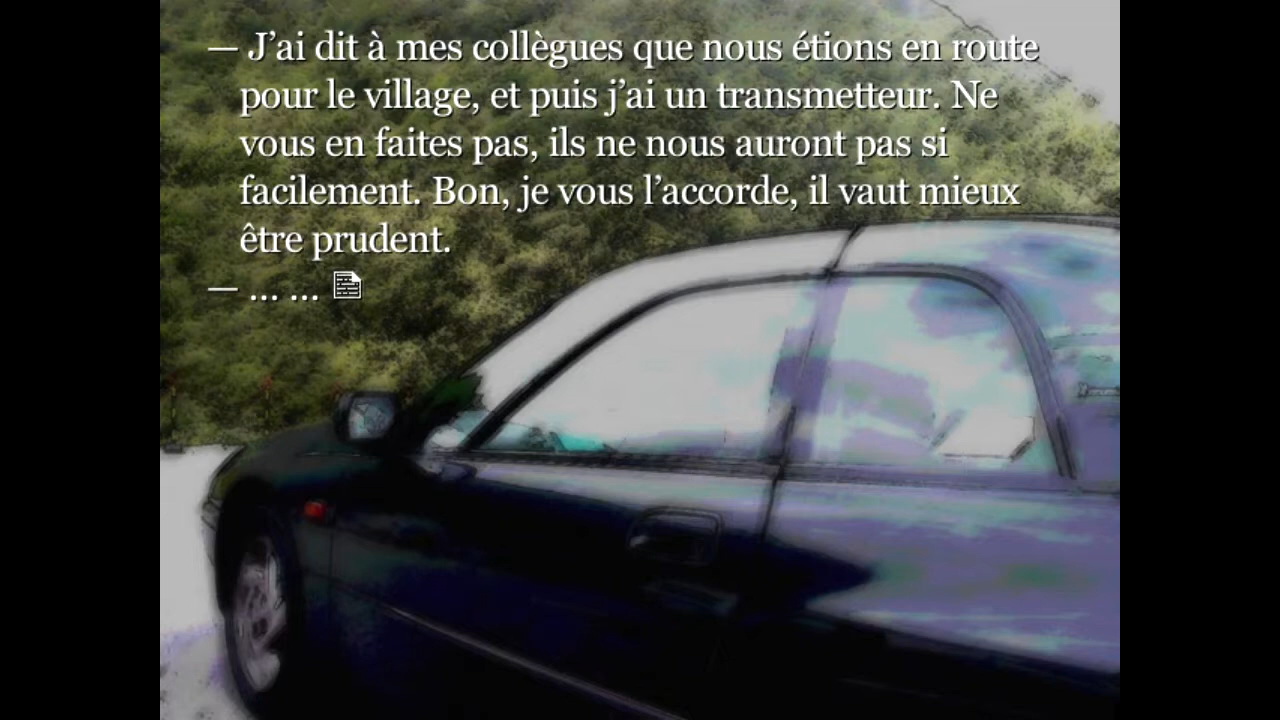 — J’ai dit à mes collègues que nous étions en route
pour le village, et puis j’ai un transmetteur. Ne
vous en faites pas, ils ne nous auront pas si
facilement. Bon, je vous l’accorde, il vaut mieux
être prudent.
— … …